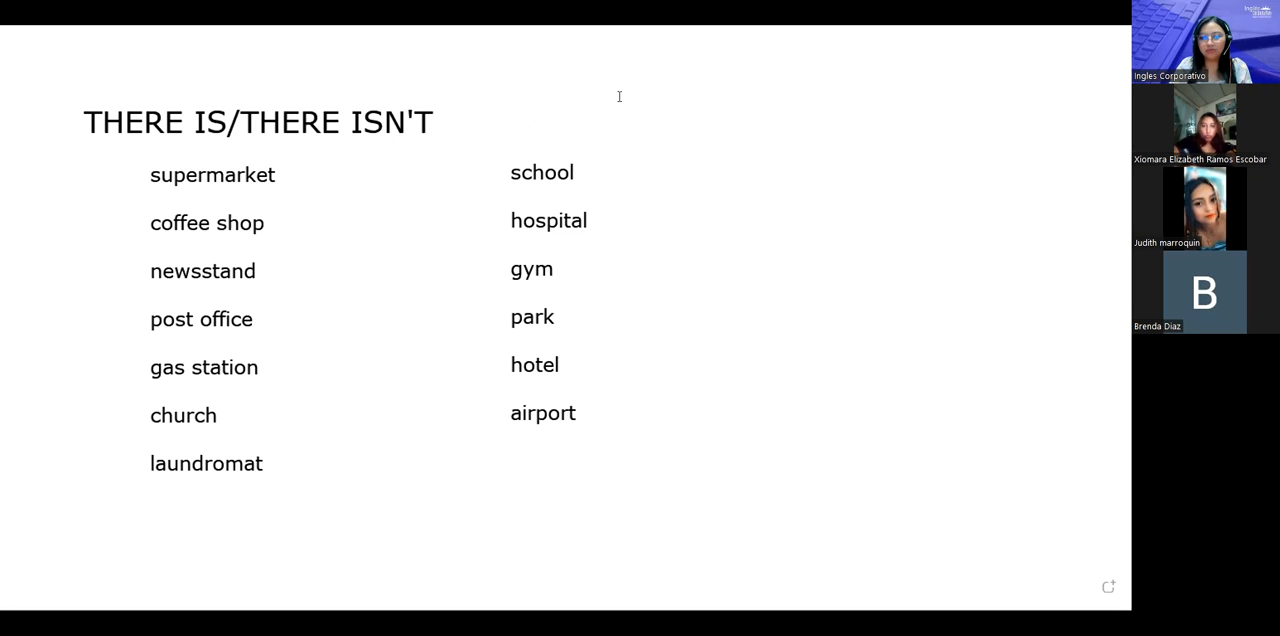 THERE IS/THERE ISN'T
supermarket
coffee shop
newsstand
post office
gas station
church
laundromat
school
hospital
gym
park
hotel
airport
Ingles Corporativo
Xiomara Elizabeth Ramos Escobar
Judith marroquin
B
Brenda Diaz